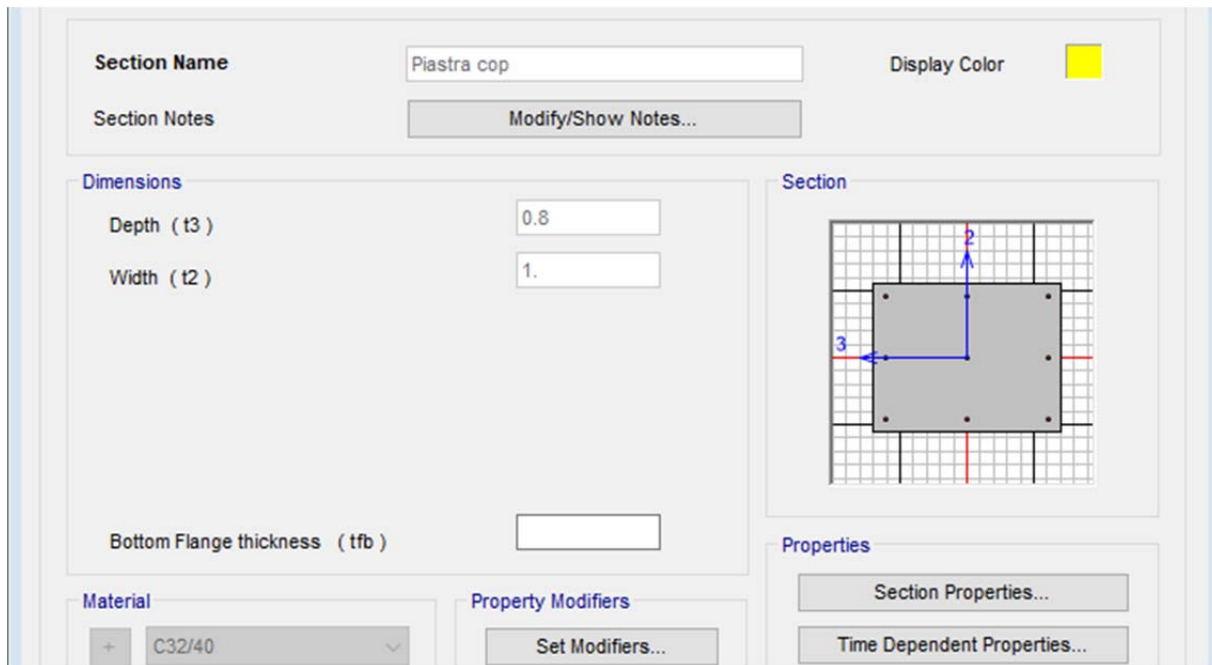 Section Name Piastra cop Display Color
Section Notes Modify/Show Notes...
Dimensions
Depth ( t3 ) 0.8
Width ( t2 ) 1.
Bottom Flange thickness ( tfb )
Section
2
3
Properties
Section Properties...
Time Dependent Properties...
Material
+ C32/40
Property Modifiers
Set Modifiers...